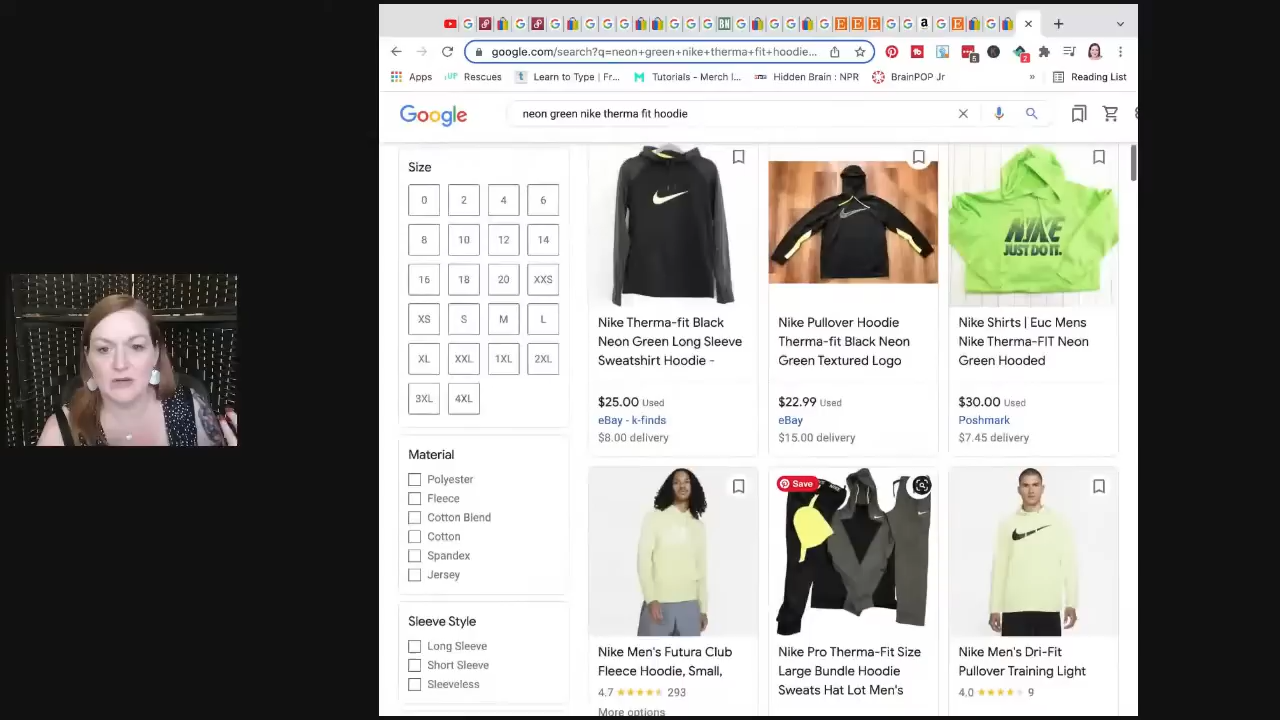 google.com/search?q=neon+green+nike+therma+fit+hoodie...
5
2
Apps
UP Rescues
t Learn to Type | Fr...
Tutorials - Merch I...
npr Hidden Brain : NPR
BrainPOP Jr
»
Reading List
Google
neon green nike therma fit hoodie
Size
0 2 4 6
8 10 12 14
16 18 20 XXS
XS S M L
XL XXL 1XL 2XL
3XL 4XL
Material
Polyester
Fleece
Cotton Blend
Cotton
Spandex
Jersey
Sleeve Style
Long Sleeve
Short Sleeve
Sleeveless
Nike Therma-fit Black
Neon Green Long Sleeve
Sweatshirt Hoodie -
$25.00 Used
eBay - k-finds
$8.00 delivery
Nike Pullover Hoodie
Therma-fit Black Neon
Green Textured Logo
$22.99 Used
eBay
$15.00 delivery
NIKE
JUST DO IT.
Nike Shirts | Euc Mens
Nike Therma-FIT Neon
Green Hooded
$30.00 Used
Poshmark
$7.45 delivery
Nike Men's Futura Club
Fleece Hoodie, Small,
4.7 293
More options
Save
Nike Pro Therma-Fit Size
Large Bundle Hoodie
Sweats Hat Lot Men's
Nike Men's Dri-Fit
Pullover Training Light
4.0 9